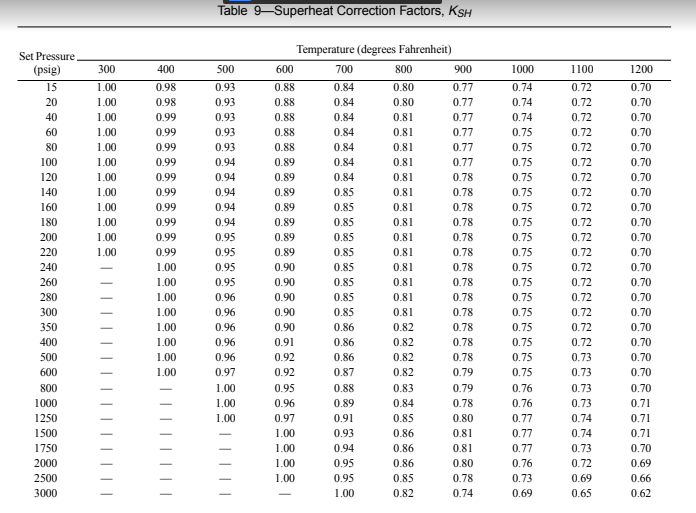 Table 9—Superheat Correction Factors, KSH
Set Pressure (psig) Temperature (degrees Fahrenheit)
300 400 500 600 700 800 900 1000 1100 1200
15 1.00 0.98 0.93 0.88 0.84 0.80 0.77 0.74 0.72 0.70
20 1.00 0.98 0.93 0.88 0.84 0.80 0.77 0.74 0.72 0.70
40 1.00 0.99 0.93 0.88 0.84 0.81 0.77 0.74 0.72 0.70
60 1.00 0.99 0.93 0.88 0.84 0.81 0.77 0.75 0.72 0.70
80 1.00 0.99 0.93 0.88 0.84 0.81 0.77 0.75 0.72 0.70
100 1.00 0.99 0.94 0.89 0.84 0.81 0.77 0.75 0.72 0.70
120 1.00 0.99 0.94 0.89 0.84 0.81 0.78 0.75 0.72 0.70
140 1.00 0.99 0.94 0.89 0.85 0.81 0.78 0.75 0.72 0.70
160 1.00 0.99 0.94 0.89 0.85 0.81 0.78 0.75 0.72 0.70
180 1.00 0.99 0.94 0.89 0.85 0.81 0.78 0.75 0.72 0.70
200 1.00 0.99 0.95 0.89 0.85 0.81 0.78 0.75 0.72 0.70
220 1.00 0.99 0.95 0.89 0.85 0.81 0.78 0.75 0.72 0.70
240 — 1.00 0.95 0.90 0.85 0.81 0.78 0.75 0.72 0.70
260 — 1.00 0.95 0.90 0.85 0.81 0.78 0.75 0.72 0.70
280 — 1.00 0.96 0.90 0.85 0.81 0.78 0.75 0.72 0.70
300 — 1.00 0.96 0.90 0.85 0.81 0.78 0.75 0.72 0.70
350 — 1.00 0.96 0.90 0.86 0.82 0.78 0.75 0.72 0.70
400 — 1.00 0.96 0.91 0.86 0.82 0.78 0.75 0.72 0.70
500 — 1.00 0.96 0.92 0.86 0.82 0.78 0.75 0.73 0.70
600 — 1.00 0.97 0.92 0.87 0.82 0.79 0.75 0.73 0.70
800 — — 1.00 0.95 0.88 0.83 0.79 0.76 0.73 0.70
1000 — — 1.00 0.96 0.89 0.84 0.78 0.76 0.73 0.71
1250 — — 1.00 0.97 0.91 0.85 0.80 0.77 0.74 0.71
1500 — — — 1.00 0.93 0.86 0.81 0.77 0.74 0.71
1750 — — — 1.00 0.94 0.86 0.81 0.77 0.73 0.70
2000 — — — 1.00 0.95 0.86 0.80 0.76 0.72 0.69
2500 — — — 1.00 0.95 0.85 0.78 0.73 0.69 0.66
3000 — — — — 1.00 0.82 0.74 0.69 0.65 0.62